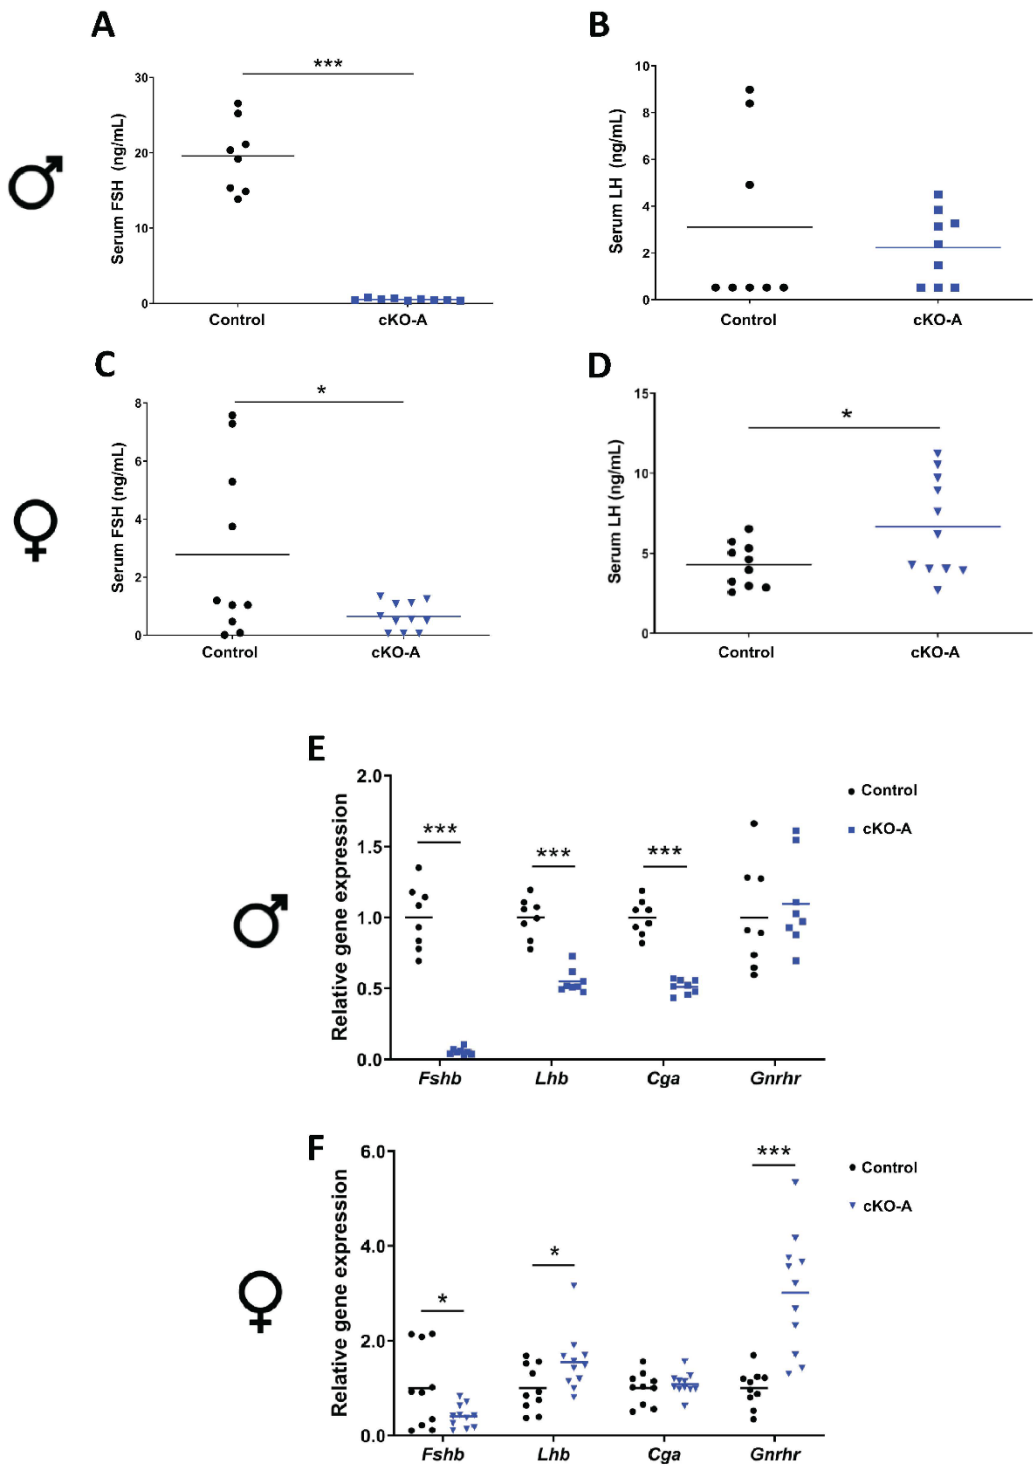 A
***
30
20
10
0
Serum FSH (ng/mL)
Control
cKO-A
B
10
8
6
4
2
0
Serum LH (ng/mL)
Control
cKO-A
C
*
8
6
4
2
0
Serum FSH (ng/mL)
Control
cKO-A
D
*
15
10
5
0
Serum LH (ng/mL)
Control
cKO-A
E
2.0
1.5
1.0
0.5
0.0
Relative gene expression
***
***
***
Fshb
Lhb
Cga
Gnrhr
Control
cKO-A
F
6.0
4.0
2.0
0.0
Relative gene expression
*
*
***
Fshb
Lhb
Cga
Gnrhr
Control
cKO-A